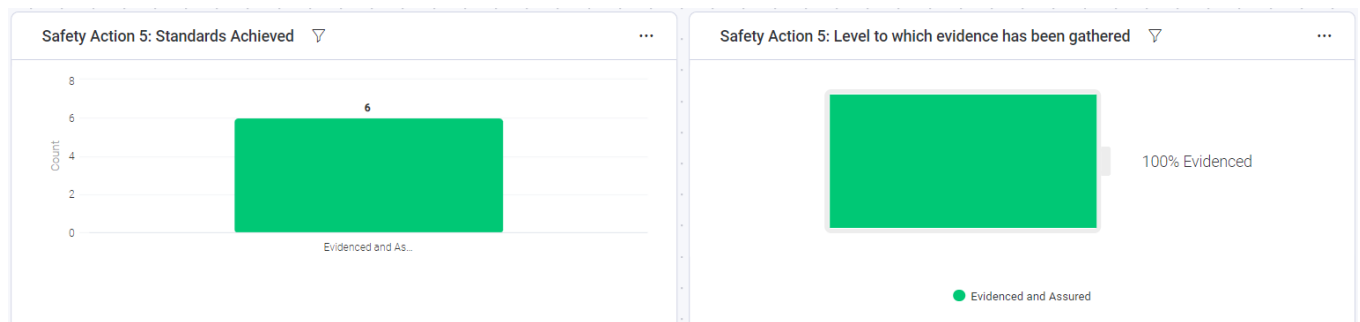 Safety Action 5: Standards Achieved
8
6
6
Count
4
2
0
Evidenced and As...
Safety Action 5: Level to which evidence has been gathered
100% Evidenced
Evidenced and Assured